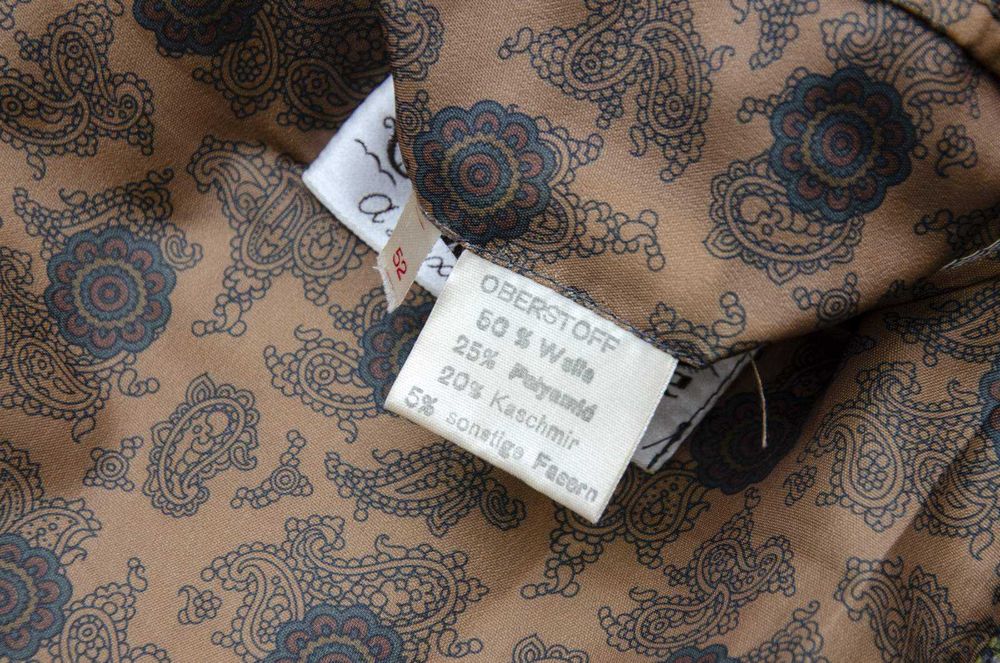 52
OBERSTOFF
50 % Wolle
25% Polyamid
20% Kaschmir
5% sonstige Fasern